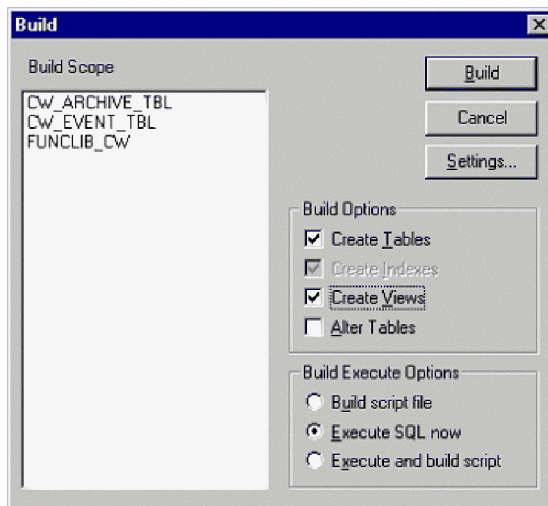 Build
Build Scope
CW_ARCHIVE_TBL
CW_EVENT_TBL
FUNCLIB_CW
Build
Cancel
Settings...
Build Options
Create Tables
Create Indexes
Create Views
Alter Tables
Build Execute Options
Build script file
Execute SQL now
Execute and build script